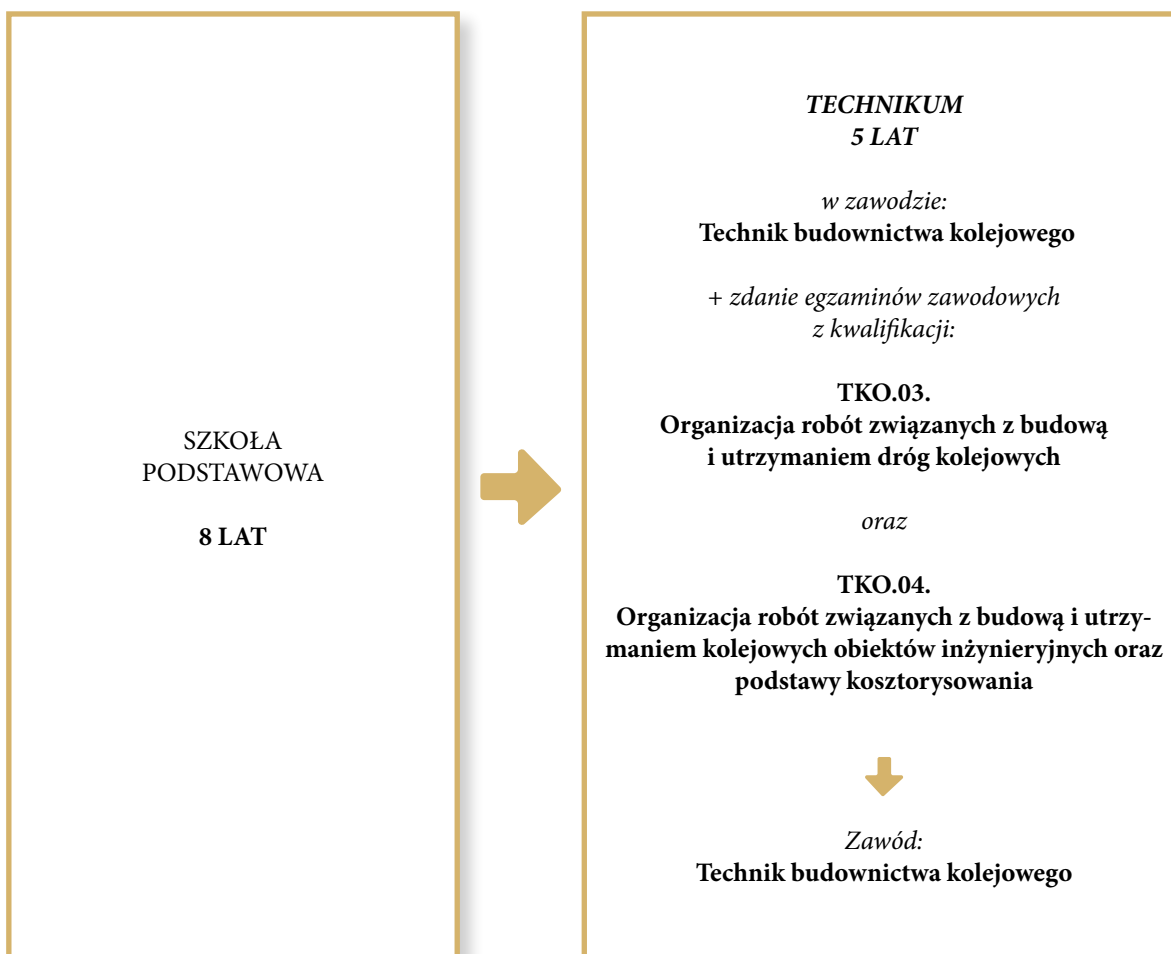 SZKOŁA
PODSTAWOWA
8 LAT
TECHNIKUM
5 LAT
w zawodzie:
Technik budownictwa kolejowego
+ zdanie egzaminów zawodowych
z kwalifikacji:
TKO.03.
Organizacja robót związanych z budową
i utrzymaniem dróg kolejowych
oraz
TKO.04.
Organizacja robót związanych z budową i utrzy-
maniem kolejowych obiektów inżynieryjnych oraz
podstawy kosztorysowania
Zawód:
Technik budownictwa kolejowego